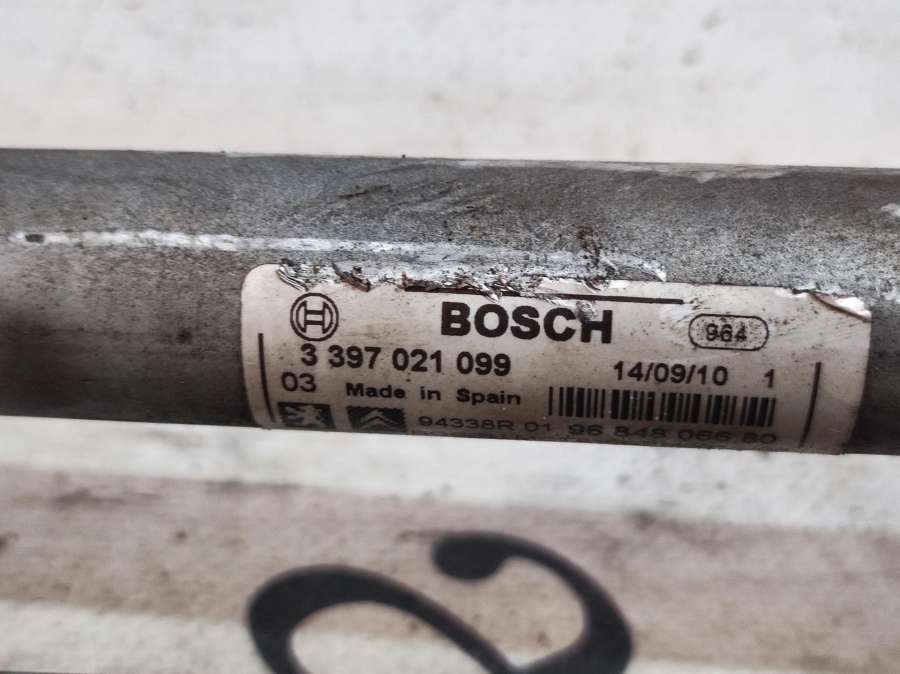 BOSCH 964
3 397 021 099 14/09/10 1
03 Made in Spain
94338R 01 96 848 066 80